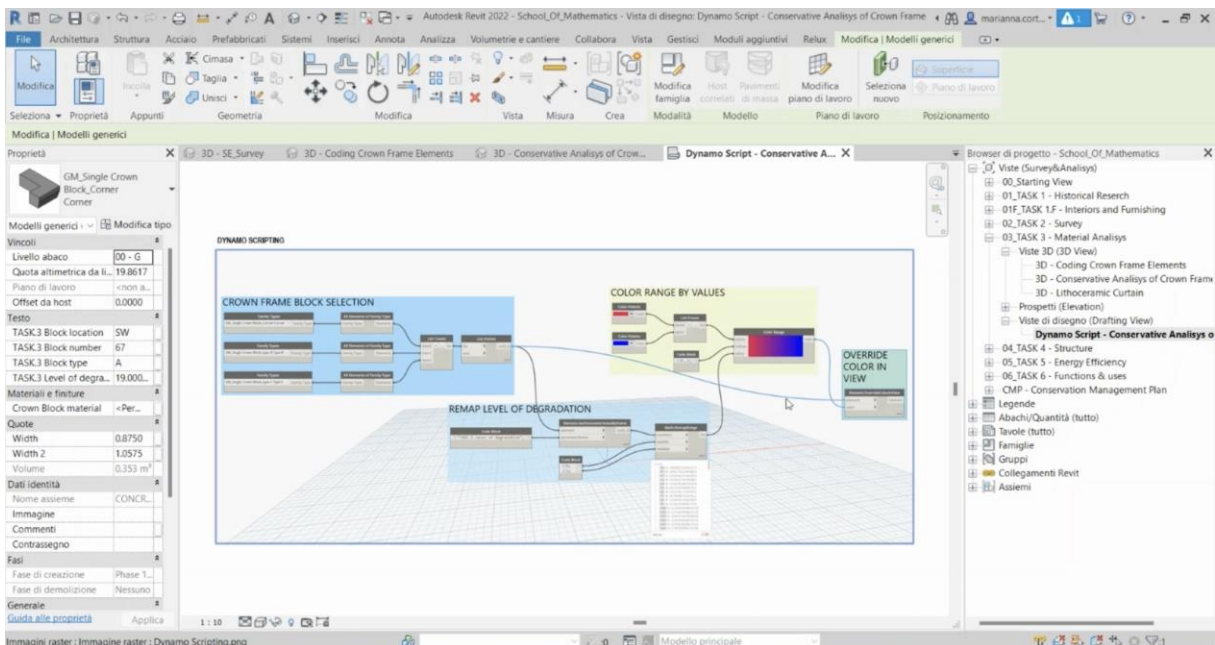 Autodesk Revit 2022 - School_Of_Mathematics - Vista di disegno: Dynamo Script - Conservative Analisys of Crown Frame
marianna.cort...
File Architettura Struttura Acciaio Prefabbricati Sistemi Inserisci Annota Analizza Volumetrie e cantiere Collabora Vista Gestisci Moduli aggiuntivi Relux Modifica | Modelli generici
Modifica Incolla Cimasa Taglia Unisci
Modifica famiglia Host correlati Pavimenti di massa Modifica piano di lavoro Seleziona nuovo Superficie Piano di lavoro
Seleziona Proprietà Appunti Geometria Modifica Vista Misura Crea Modalità Modello Piano di lavoro Posizionamento
Modifica | Modelli generici
Proprietà
3D - SE_Survey
3D - Coding Crown Frame Elements
3D - Conservative Analisys of Crow...
Dynamo Script - Conservative A...
Browser di progetto - School_Of_Mathematics
GM_Single Crown Block_Corner
Corner
Modelli generici
Modifica tipo
Vincoli
Livello abaco 00 - G
Quota altimetrica da li... 19.8617
Piano di lavoro <non a...
Offset da host 0.0000
Testo
TASK.3 Block location SW
TASK.3 Block number 67
TASK.3 Block type A
TASK.3 Level of degra... 19.000...
Materiali e finiture
Crown Block material <Per...
Quote
Width 0.8750
Width 2 1.0575
Volume 0.353 m³
Dati identità
Nome assieme CONCR...
Immagine
Commenti
Contrassegno
Fasi
Fase di creazione Phase 1...
Fase di demolizione Nessuno
Generale
Guida alle proprietà Applica
DYNAMO SCRIPTING
CROWN FRAME BLOCK SELECTION
COLOR RANGE BY VALUES
REMAP LEVEL OF DEGRADATION
OVERRIDE COLOR IN VIEW
Viste (Survey&Analisys)
00_Starting View
01_TASK 1 - Historical Reserch
01F_TASK 1.F - Interiors and Furnishing
02_TASK 2 - Survey
03_TASK 3 - Material Analisys
Viste 3D (3D View)
3D - Coding Crown Frame Elements
3D - Conservative Analisys of Crown Frame
3D - Lithoceramic Curtain
Prospetti (Elevation)
Viste di disegno (Drafting View)
Dynamo Script - Conservative Analisys o
04_TASK 4 - Structure
05_TASK 5 - Energy Efficiency
06_TASK 6 - Functions & uses
CMP - Conservation Management Plan
Legende
Abachi/Quantità (tutto)
Tavole (tutto)
Famiglie
Gruppi
Collegamenti Revit
Assiemi
1 : 10
Immagini raster : Immagine raster : Dynamo Scripting.png
:0
Modello principale
:1